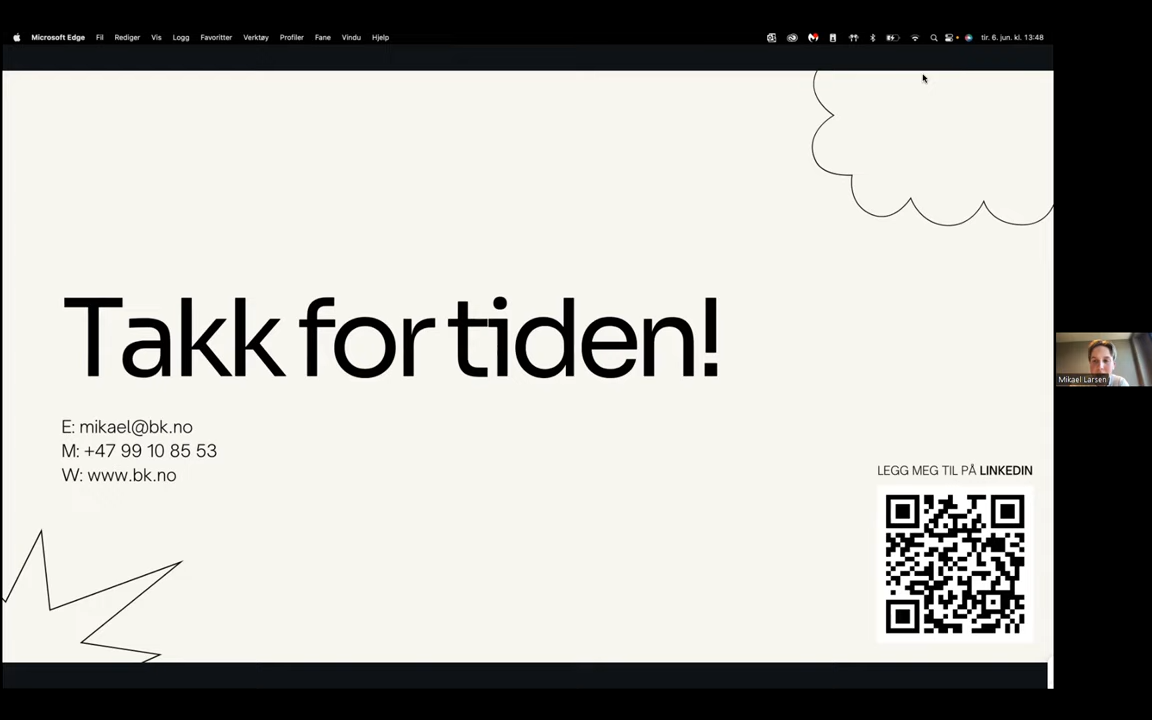 Microsoft Edge Fil Rediger Vis Logg Favoritter Verktøy Profiler Fane Vindu Hjelp tir. 6. jun. kl. 13:48
Takk for tiden!
E: mikael@bk.no
M: +47 99 10 85 53
W: www.bk.no
LEGG MEG TIL PÅ LINKEDIN
Mikael Larsen